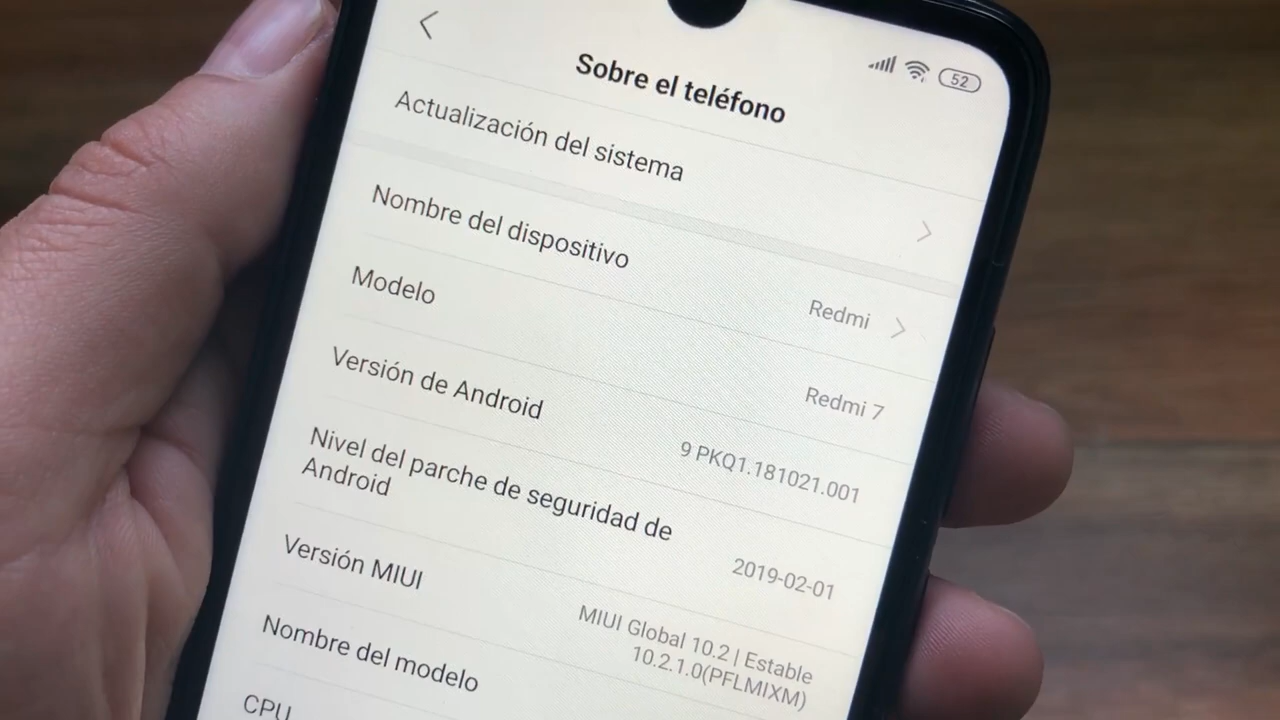 52
Sobre el teléfono
Actualización del sistema
Nombre del dispositivo
Redmi
Modelo
Redmi 7
Versión de Android
9 PKQ1.181021.001
Nivel del parche de seguridad de
Android
2019-02-01
Versión MIUI
MIUI Global 10.2 | Estable
10.2.1.0(PFLMIXM)
Nombre del modelo
CPU